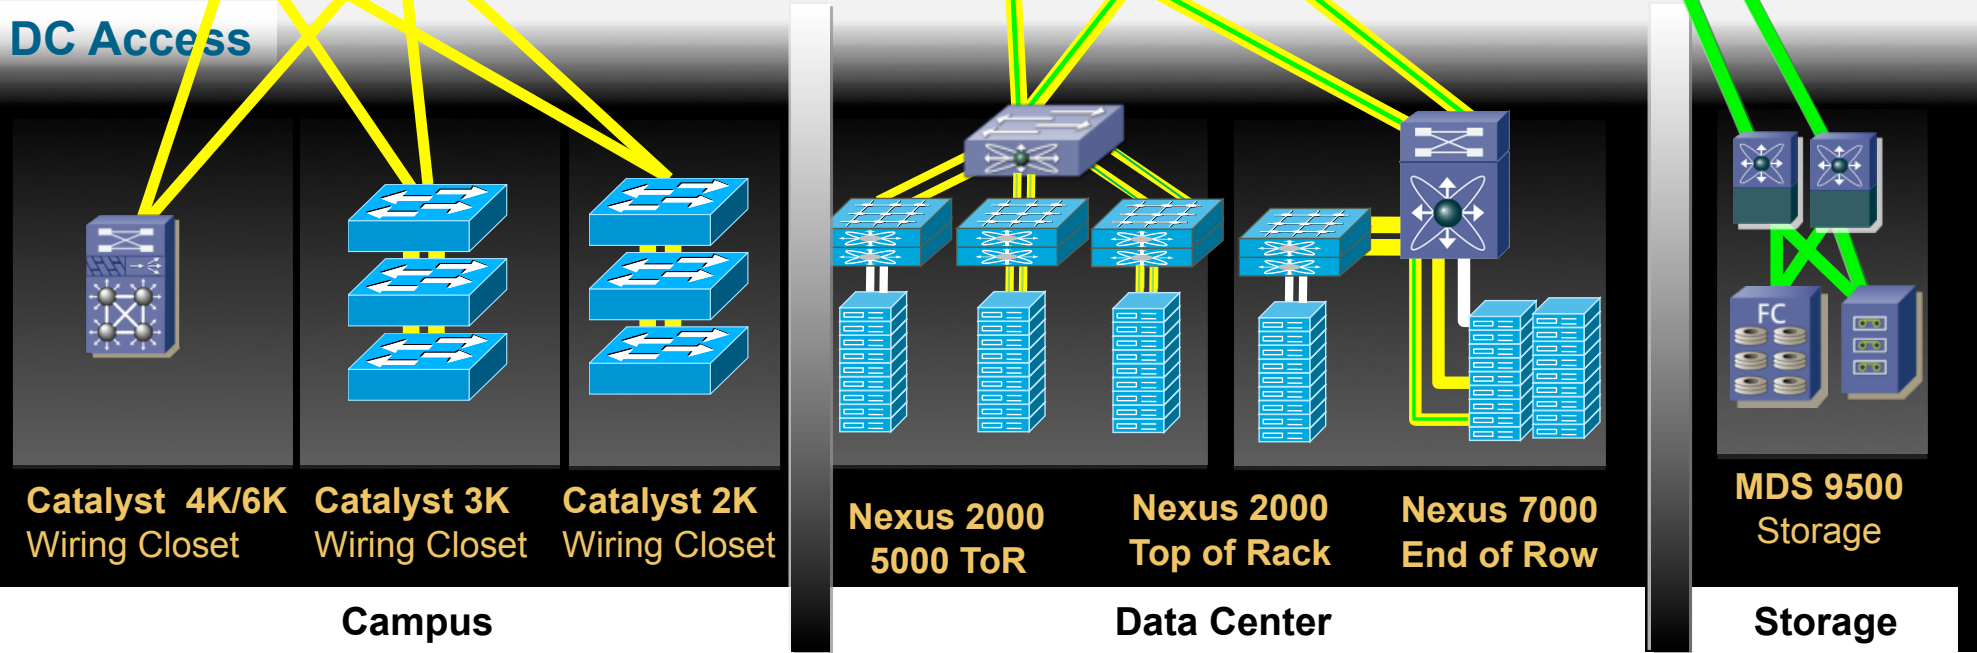 DC Access
FC
Catalyst 4K/6K
Wiring Closet
Catalyst 3K
Wiring Closet
Catalyst 2K
Wiring Closet
Nexus 2000
5000 ToR
Nexus 2000
Top of Rack
Nexus 7000
End of Row
MDS 9500
Storage
Campus
Data Center
Storage